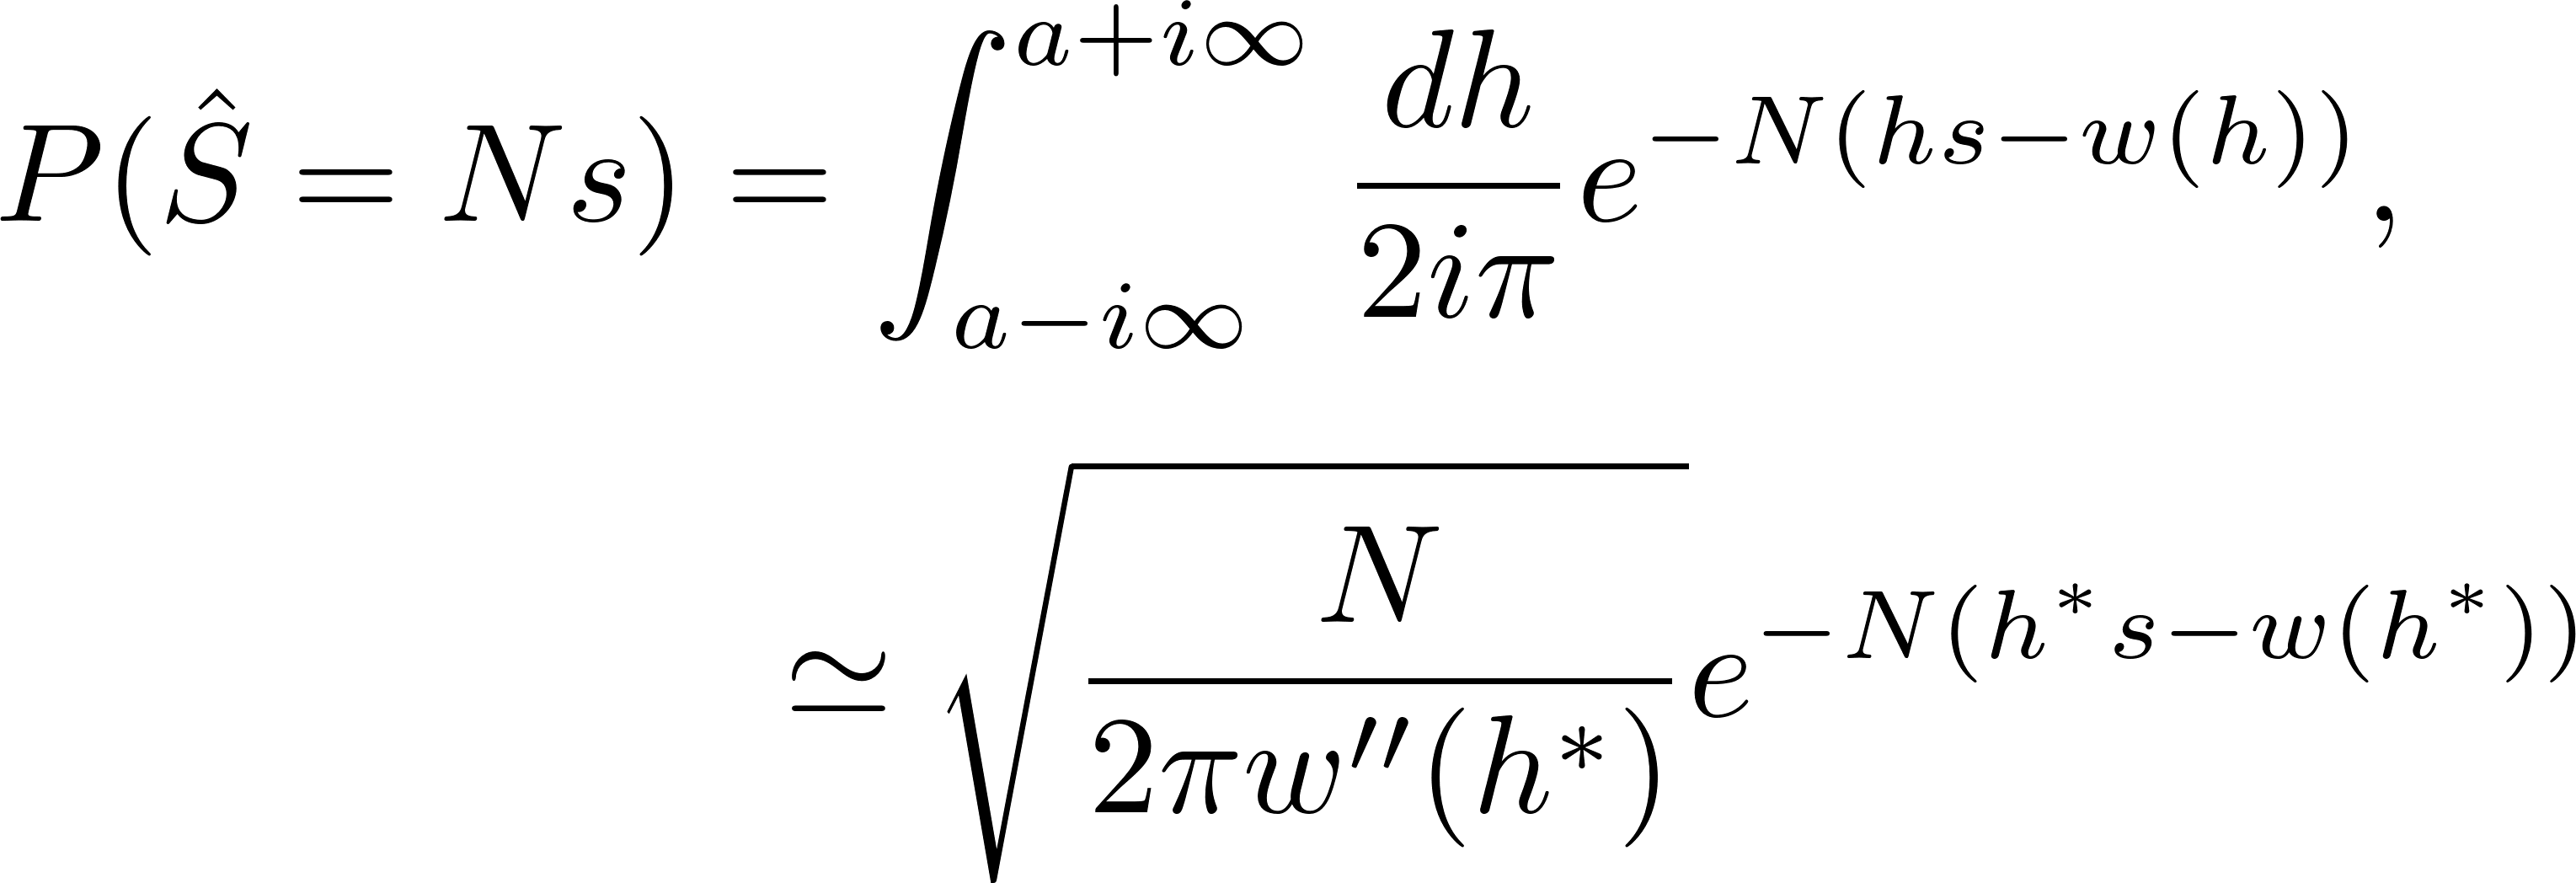 P(\hat{S} = Ns) = \int_{a-i\infty}^{a+i\infty} \frac{dh}{2i\pi} e^{-N(hs-w(h))},
\simeq \sqrt{\frac{N}{2\pi w''(h^*)}} e^{-N(h^*s-w(h^*))}